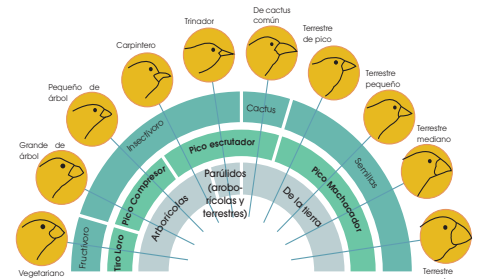 De cactus
común
Trinador
Terrestre
de pico
Carpintero
Terrestre
pequeño
Pequeño de
árbol
Terrestre
mediano
Grande de
árbol
Vegetariano
Terrestre
Fructívoro
Insectívoro
Cactus
Semillas
Tiro Loro
Pico Compresor
Pico escrutador
Pico Machacador
Arborícolas
Parúlidos
(arobo-
rícolas y
terrestres)
De la tierra